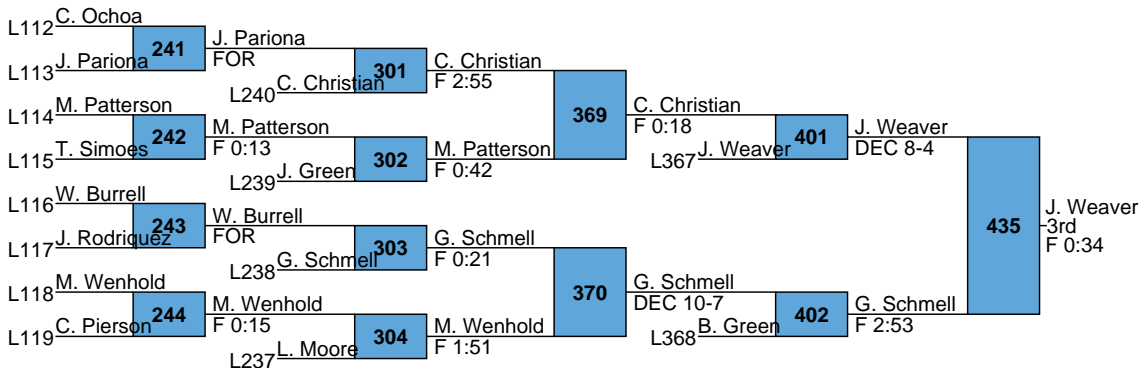 L112 C. Ochoa
241
L113 J. Pariona
J. Pariona
FOR
301
L240 C. Christian
C. Christian
F 2:55
L114 M. Patterson
242
L115 T. Simoes
M. Patterson
F 0:13
302
L239 J. Green
M. Patterson
F 0:42
369
C. Christian
F 0:18
401
L367 J. Weaver
J. Weaver
DEC 8-4
L116 W. Burrell
243
L117 J. Rodriquez
W. Burrell
FOR
303
L238 G. Schmell
G. Schmell
F 0:21
L118 M. Wenhold
244
L119 C. Pierson
M. Wenhold
F 0:15
304
L237 L. Moore
M. Wenhold
F 1:51
370
G. Schmell
DEC 10-7
402
L368 B. Green
G. Schmell
F 2:53
435
J. Weaver
3rd
F 0:34